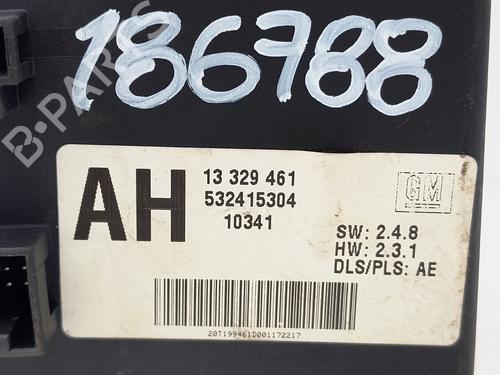 186788
B-PARTS
AH
13 329 461
532415304
10341
GM
SW: 2.4.8
HW: 2.3.1
DLS/PLS: AE
20T199461D001172217